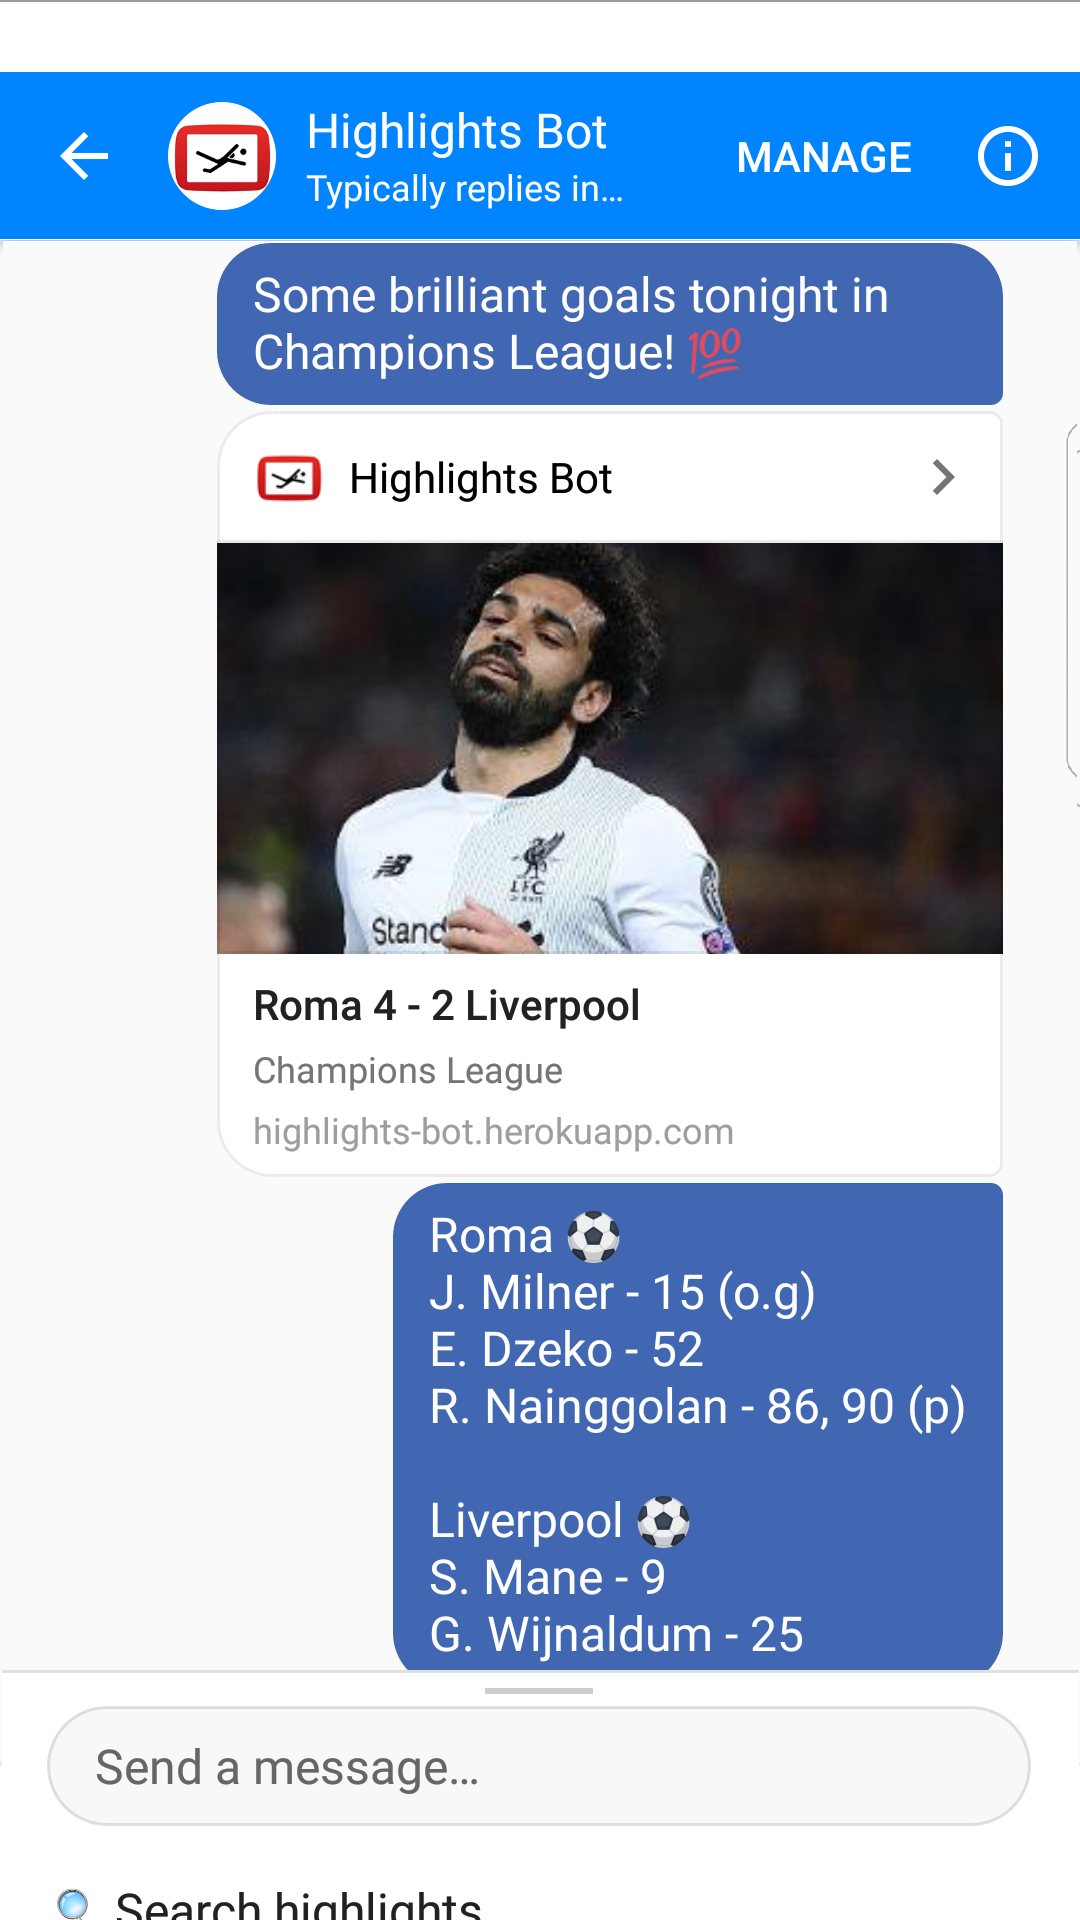 Highlights Bot
Typically replies in...
MANAGE
Some brilliant goals tonight in
Champions League! 💯
Highlights Bot
LFC
Stand
Roma 4 - 2 Liverpool
Champions League
highlights-bot.herokuapp.com
Roma ⚽
J. Milner - 15 (o.g)
E. Dzeko - 52
R. Nainggolan - 86, 90 (p)
Liverpool ⚽
S. Mane - 9
G. Wijnaldum - 25
Send a message...
Search highlights